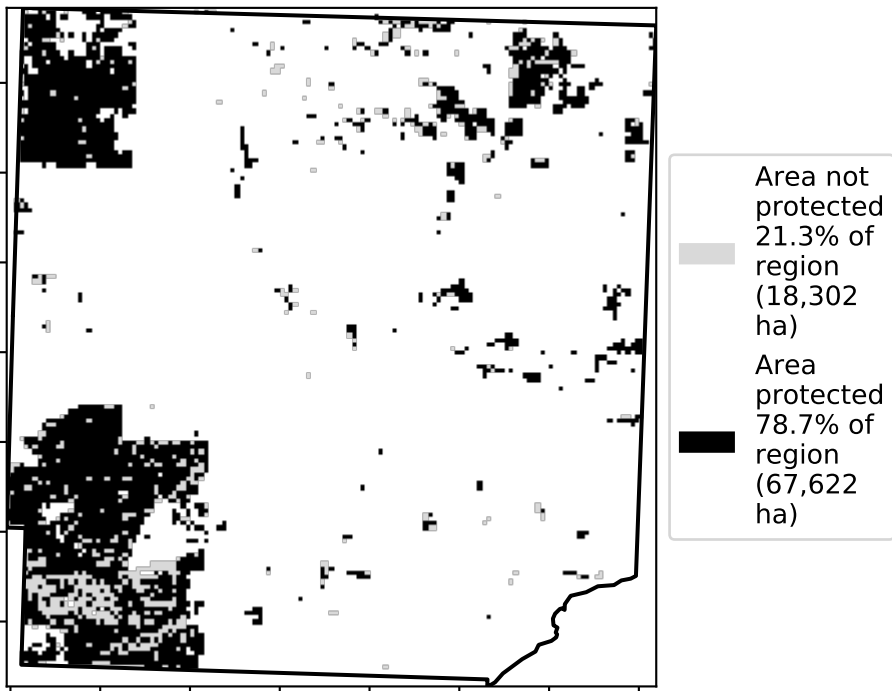 Area not
protected
21.3% of
region
(18,302
ha)
Area
protected
78.7% of
region
(67,622
ha)